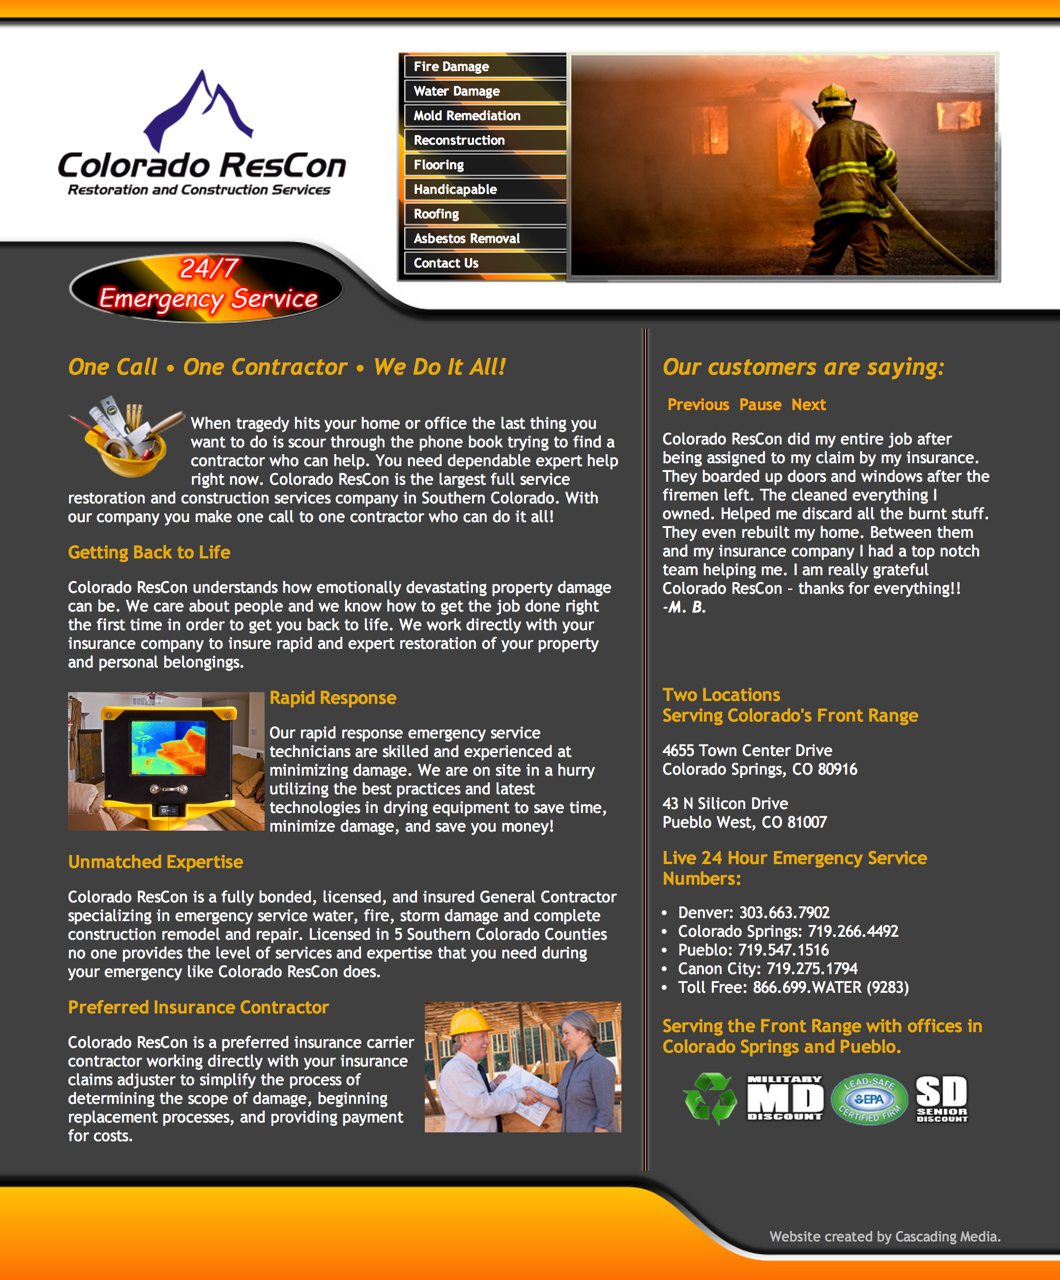 Colorado ResCon
Restoration and Construction Services
Fire Damage
Water Damage
Mold Remediation
Reconstruction
Flooring
Handicapable
Roofing
Asbestos Removal
Contact Us
24/7
Emergency Service
One Call • One Contractor • We Do It All!
When tragedy hits your home or office the last thing you
want to do is scour through the phone book trying to find a
contractor who can help. You need dependable expert help
right now. Colorado ResCon is the largest full service
restoration and construction services company in Southern Colorado. With
our company you make one call to one contractor who can do it all!
Getting Back to Life
Colorado ResCon understands how emotionally devastating property damage
can be. We care about people and we know how to get the job done right
the first time in order to get you back to life. We work directly with your
insurance company to insure rapid and expert restoration of your property
and personal belongings.
Rapid Response
Our rapid response emergency service
technicians are skilled and experienced at
minimizing damage. We are on site in a hurry
utilizing the best practices and latest
technologies in drying equipment to save time,
minimize damage, and save you money!
Unmatched Expertise
Colorado ResCon is a fully bonded, licensed, and insured General Contractor
specializing in emergency service water, fire, storm damage and complete
construction remodel and repair. Licensed in 5 Southern Colorado Counties
no one provides the level of services and expertise that you need during
your emergency like Colorado ResCon does.
Preferred Insurance Contractor
Colorado ResCon is a preferred insurance carrier
contractor working directly with your insurance
claims adjuster to simplify the process of
determining the scope of damage, beginning
replacement processes, and providing payment
for costs.
Our customers are saying:
Previous Pause Next
Colorado ResCon did my entire job after
being assigned to my claim by my insurance.
They boarded up doors and windows after the
firemen left. The cleaned everything I
owned. Helped me discard all the burnt stuff.
They even rebuilt my home. Between them
and my insurance company I had a top notch
team helping me. I am really grateful
Colorado ResCon – thanks for everything!!
-M. B.
Two Locations
Serving Colorado's Front Range
4655 Town Center Drive
Colorado Springs, CO 80916
43 N Silicon Drive
Pueblo West, CO 81007
Live 24 Hour Emergency Service
Numbers:
• Denver: 303.663.7902
• Colorado Springs: 719.266.4492
• Pueblo: 719.547.1516
• Canon City: 719.275.1794
• Toll Free: 866.699.WATER (9283)
Serving the Front Range with offices in
Colorado Springs and Pueblo.
MILITARY
MD
DISCOUNT
LEAD-SAFE
EPA
CERTIFIED FIRM
SD
SENIOR
DISCOUNT
Website created by Cascading Media.